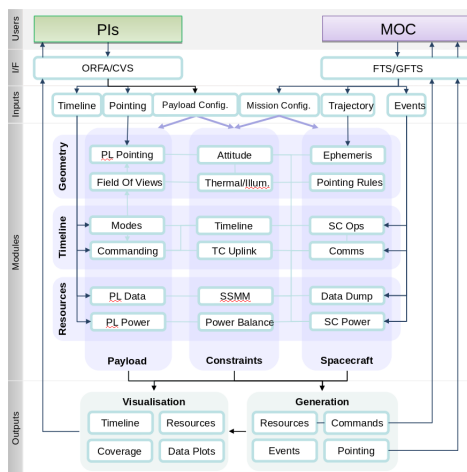 Users
PIs
MOC
I/F
ORFA/CVS
FTS/GFTS
Inputs
Timeline
Pointing
Payload Config.
Mission Config.
Trajectory
Events
Modules
Geometry
PL Pointing
Attitude
Ephemeris
Field Of Views
Thermal/Illum.
Pointing Rules
Timeline
Modes
Timeline
SC Ops
Commanding
TC Uplink
Comms
Resources
PL Data
SSMM
Data Dump
PL Power
Power Balance
SC Power
Payload
Constraints
Spacecraft
Outputs
Visualisation
Timeline
Resources
Coverage
Data Plots
Generation
Resources
Commands
Events
Pointing